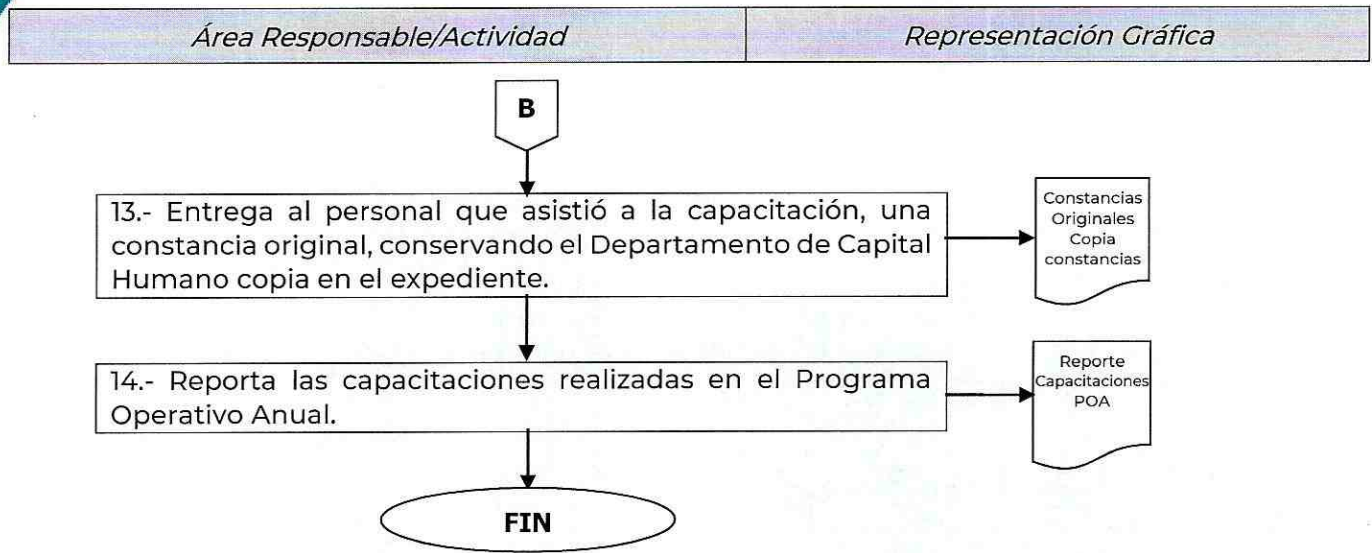 Área Responsable/Actividad
Representación Gráfica
B
13.- Entrega al personal que asistió a la capacitación, una
constancia original, conservando el Departamento de Capital
Humano copia en el expediente.
Constancias
Originales
Copia
constancias
14.- Reporta las capacitaciones realizadas en el Programa
Operativo Anual.
Reporte
Capacitaciones
POA
FIN